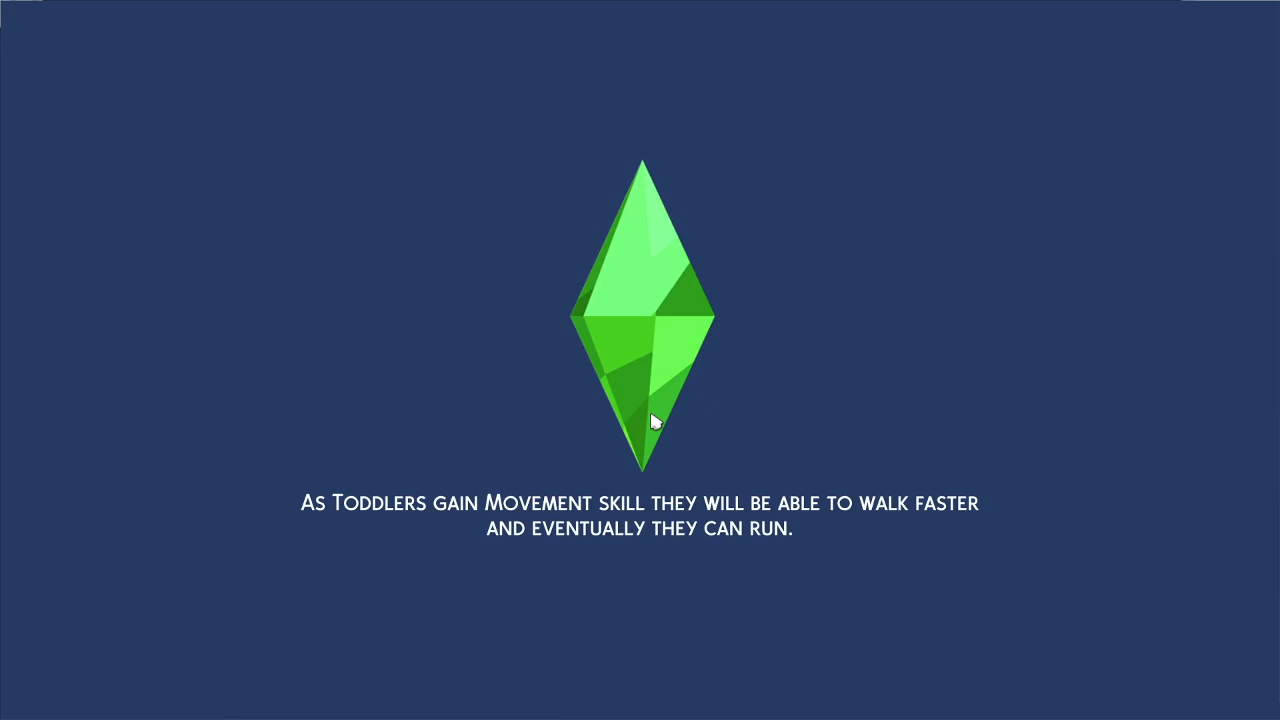 As Toddlers gain Movement skill they will be able to walk faster
and eventually they can run.